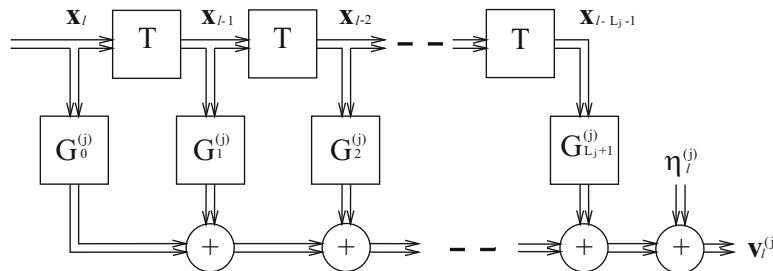 x_l x_{l-1} x_{l-2} x_{l-L_j-1}
T T T
G_0^{(j)} G_1^{(j)} G_2^{(j)} G_{L_j+1}^{(j)} η_l^{(j)}
+ + + + v_l^{(j